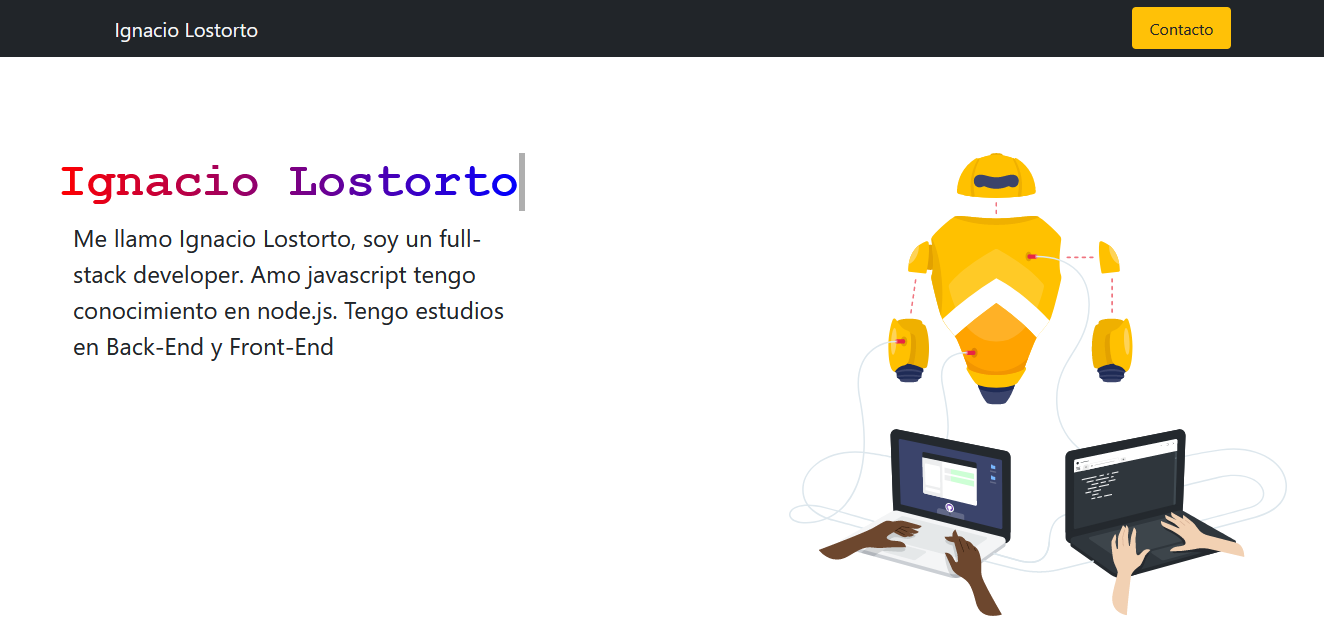 Ignacio Lostorto
Contacto
Ignacio Lostorto
Me llamo Ignacio Lostorto, soy un full-
stack developer. Amo javascript tengo
conocimiento en node.js. Tengo estudios
en Back-End y Front-End